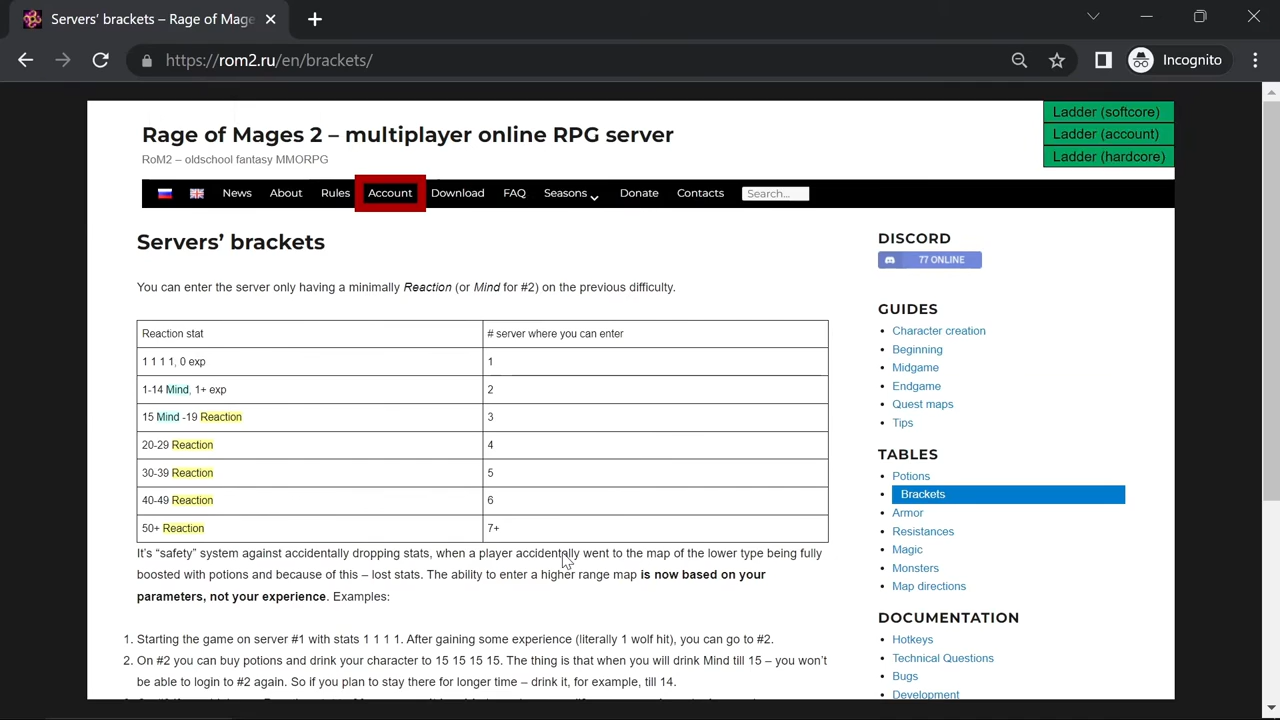 Servers' brackets – Rage of Mage
https://rom2.ru/en/brackets/
Incognito
Ladder (softcore)
Ladder (account)
Ladder (hardcore)
Rage of Mages 2 – multiplayer online RPG server
RoM2 – oldschool fantasy MMORPG
News About Rules Account Download FAQ Seasons Donate Contacts Search...
Servers' brackets
You can enter the server only having a minimally Reaction (or Mind for #2) on the previous difficulty.
Reaction stat # server where you can enter
1 1 1 1, 0 exp 1
1-14 Mind, 1+ exp 2
15 Mind -19 Reaction 3
20-29 Reaction 4
30-39 Reaction 5
40-49 Reaction 6
50+ Reaction 7+
It's “safety” system against accidentally dropping stats, when a player accidentally went to the map of the lower type being fully
boosted with potions and because of this – lost stats. The ability to enter a higher range map is now based on your
parameters, not your experience. Examples:
1. Starting the game on server #1 with stats 1 1 1 1. After gaining some experience (literally 1 wolf hit), you can go to #2.
2. On #2 you can buy potions and drink your character to 15 15 15 15. The thing is that when you will drink Mind till 15 – you won't
be able to login to #2 again. So if you plan to stay there for longer time – drink it, for example, till 14.
DISCORD
77 ONLINE
GUIDES
Character creation
Beginning
Midgame
Endgame
Quest maps
Tips
TABLES
Potions
Brackets
Armor
Resistances
Magic
Monsters
Map directions
DOCUMENTATION
Hotkeys
Technical Questions
Bugs
Development